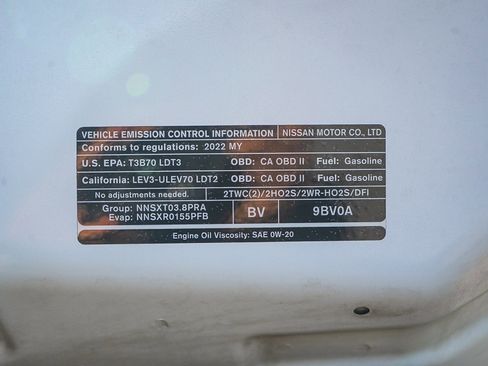 VEHICLE EMISSION CONTROL INFORMATION NISSAN MOTOR CO., LTD
Conforms to regulations: 2022 MY
U.S. EPA: T3B70 LDT3 OBD: CA OBD II Fuel: Gasoline
California: LEV3-ULEV70 LDT2 OBD: CA OBD II Fuel: Gasoline
No adjustments needed. 2TWC(2)/2HO2S/2WR-HO2S/DFI
Group: NNSXT03.8PRA
Evap: NNSXR0155PFB BV 9BV0A
Engine Oil Viscosity: SAE 0W-20